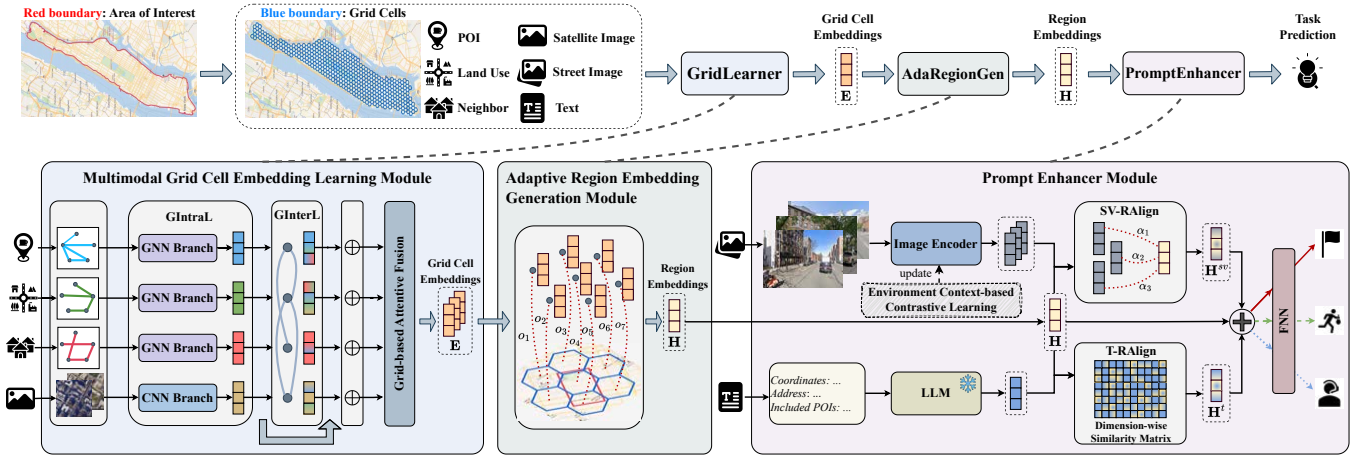 Red boundary: Area of Interest
Blue boundary: Grid Cells
POI
Land Use
Neighbor
Satellite Image
Street Image
Text
GridLearner
Grid Cell
Embeddings
E
AdaRegionGen
Region
Embeddings
H
PromptEnhancer
Task
Prediction
Multimodal Grid Cell Embedding Learning Module
GIntraL
GNN Branch
GNN Branch
GNN Branch
CNN Branch
GInterL
Grid-based Attentive Fusion
Grid Cell
Embeddings
E
Adaptive Region Embedding
Generation Module
o1
o2
o3
o4
o5
o6
o7
Region
Embeddings
H
Prompt Enhancer Module
Image Encoder
update
Environment Context-based
Contrastive Learning
Coordinates: ...
Address: ...
Included POIs: ...
LLM
H
SV-RAlign
α1
α2
α3
H^sv
T-RAlign
Dimension-wise
Similarity Matrix
H^t
FNN